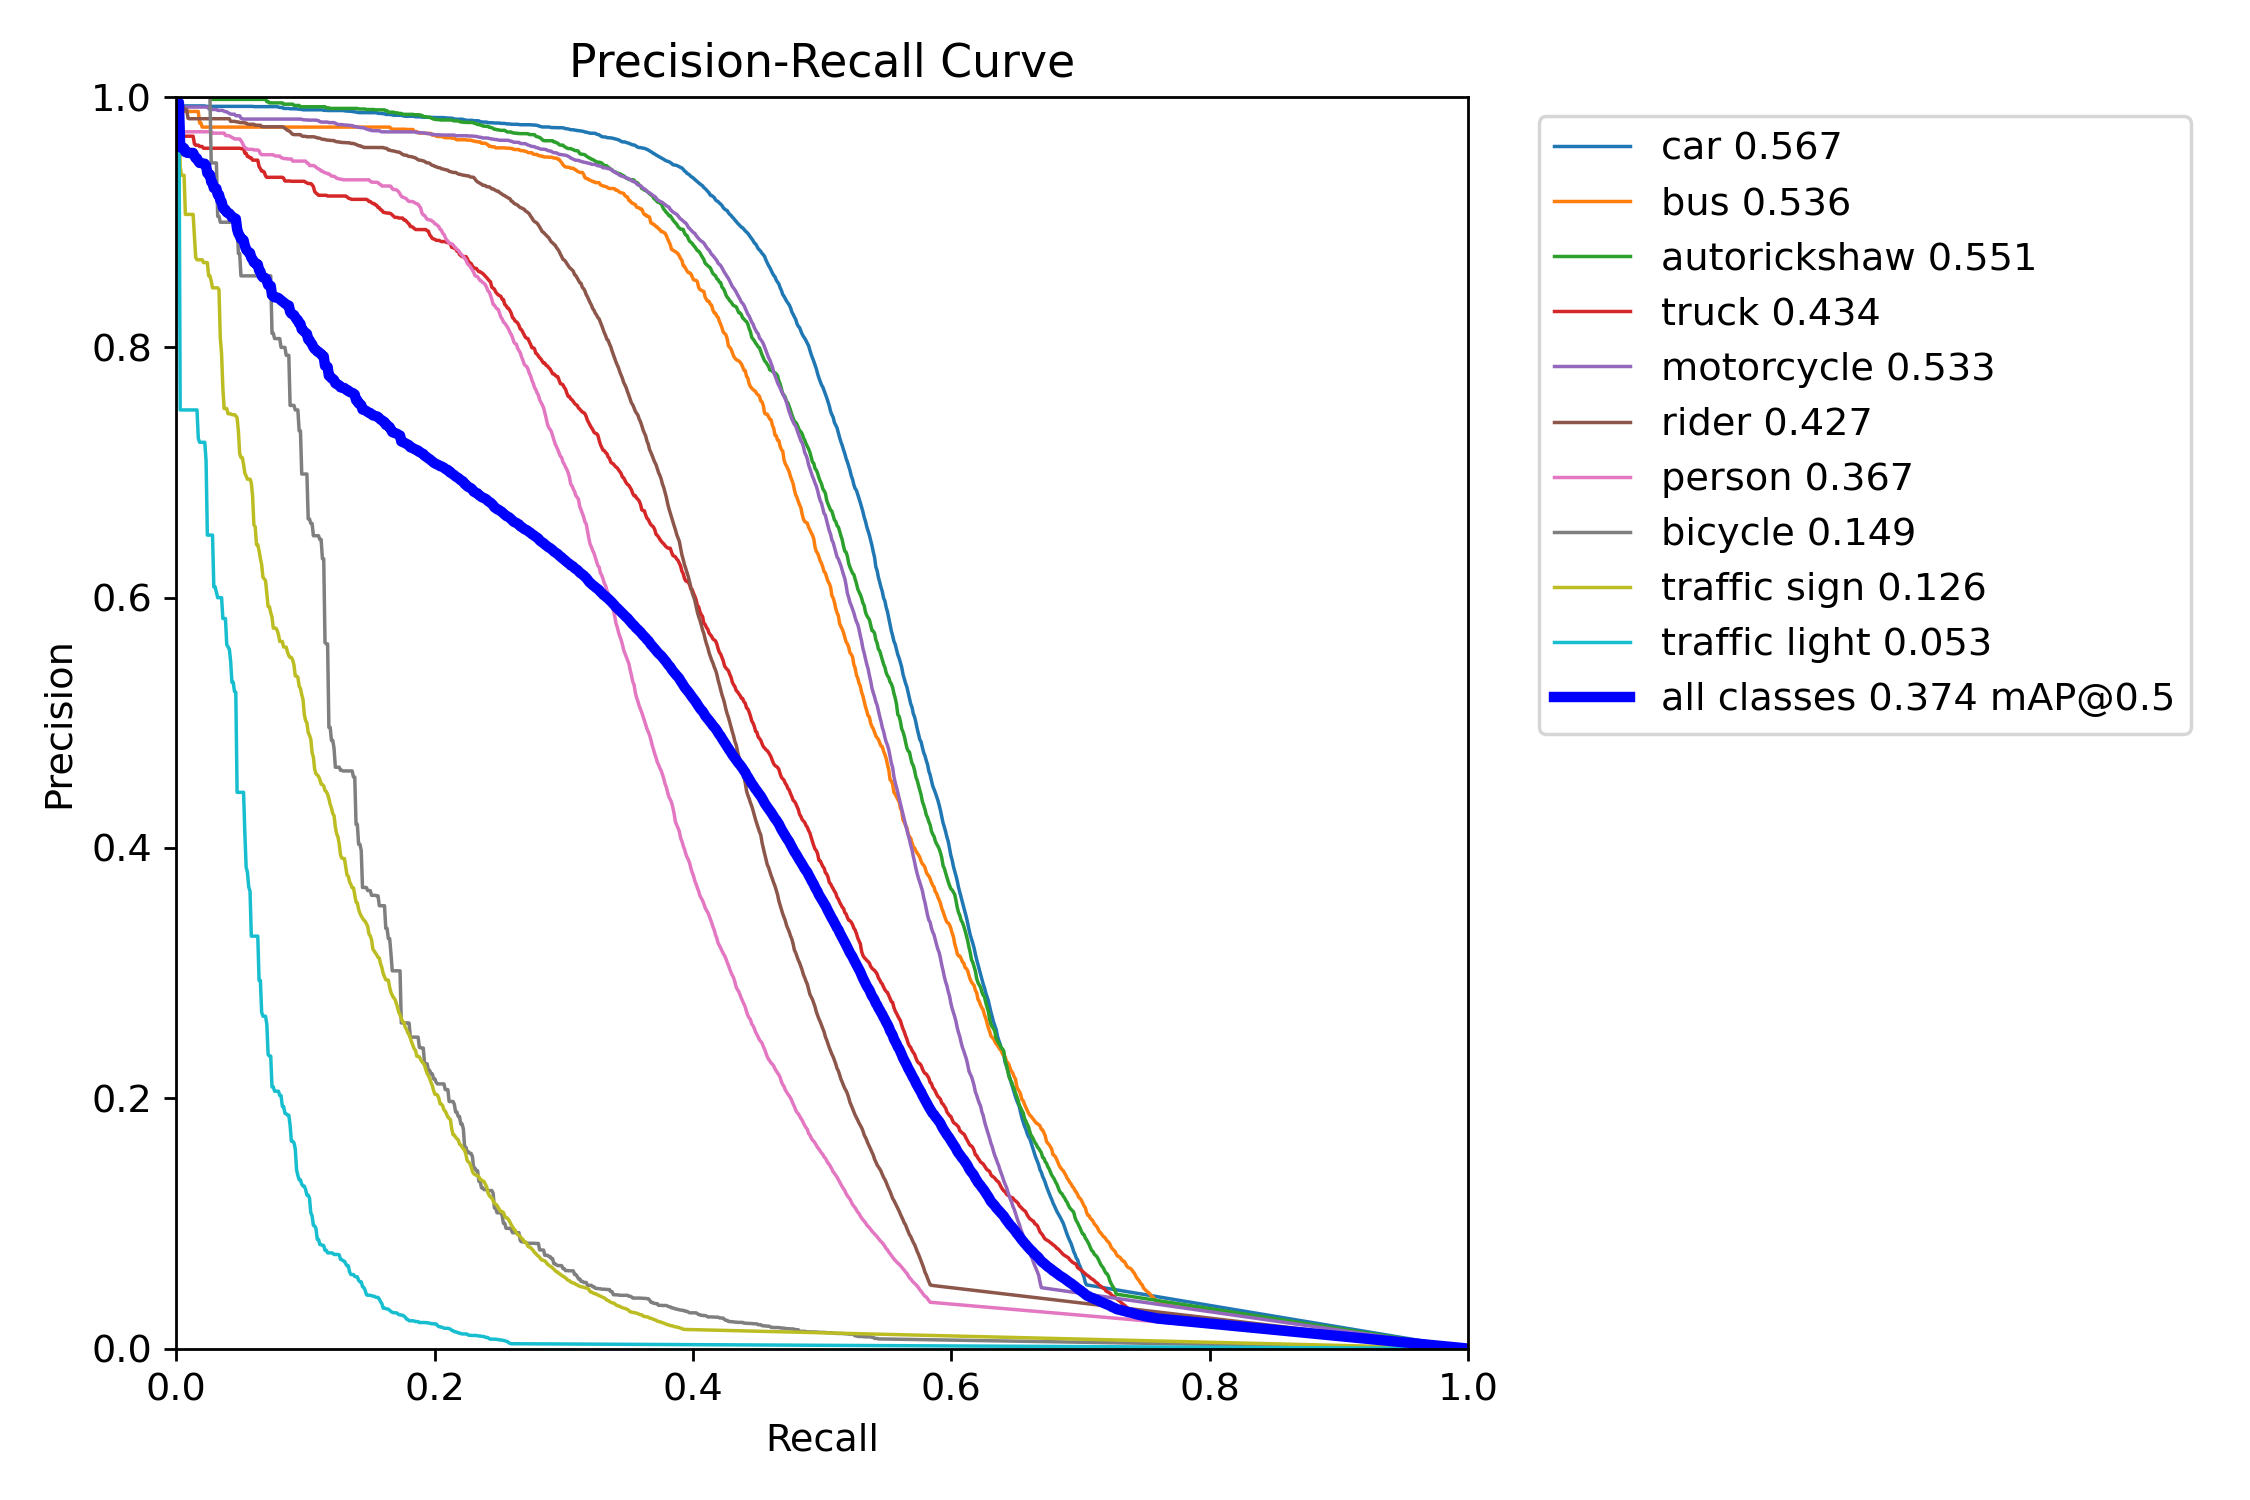 Precision-Recall Curve
1.0
0.8
0.6
0.4
0.2
0.0
Precision
0.0 0.2 0.4 0.6 0.8 1.0
Recall
car 0.567
bus 0.536
autorickshaw 0.551
truck 0.434
motorcycle 0.533
rider 0.427
person 0.367
bicycle 0.149
traffic sign 0.126
traffic light 0.053
all classes 0.374 mAP@0.5